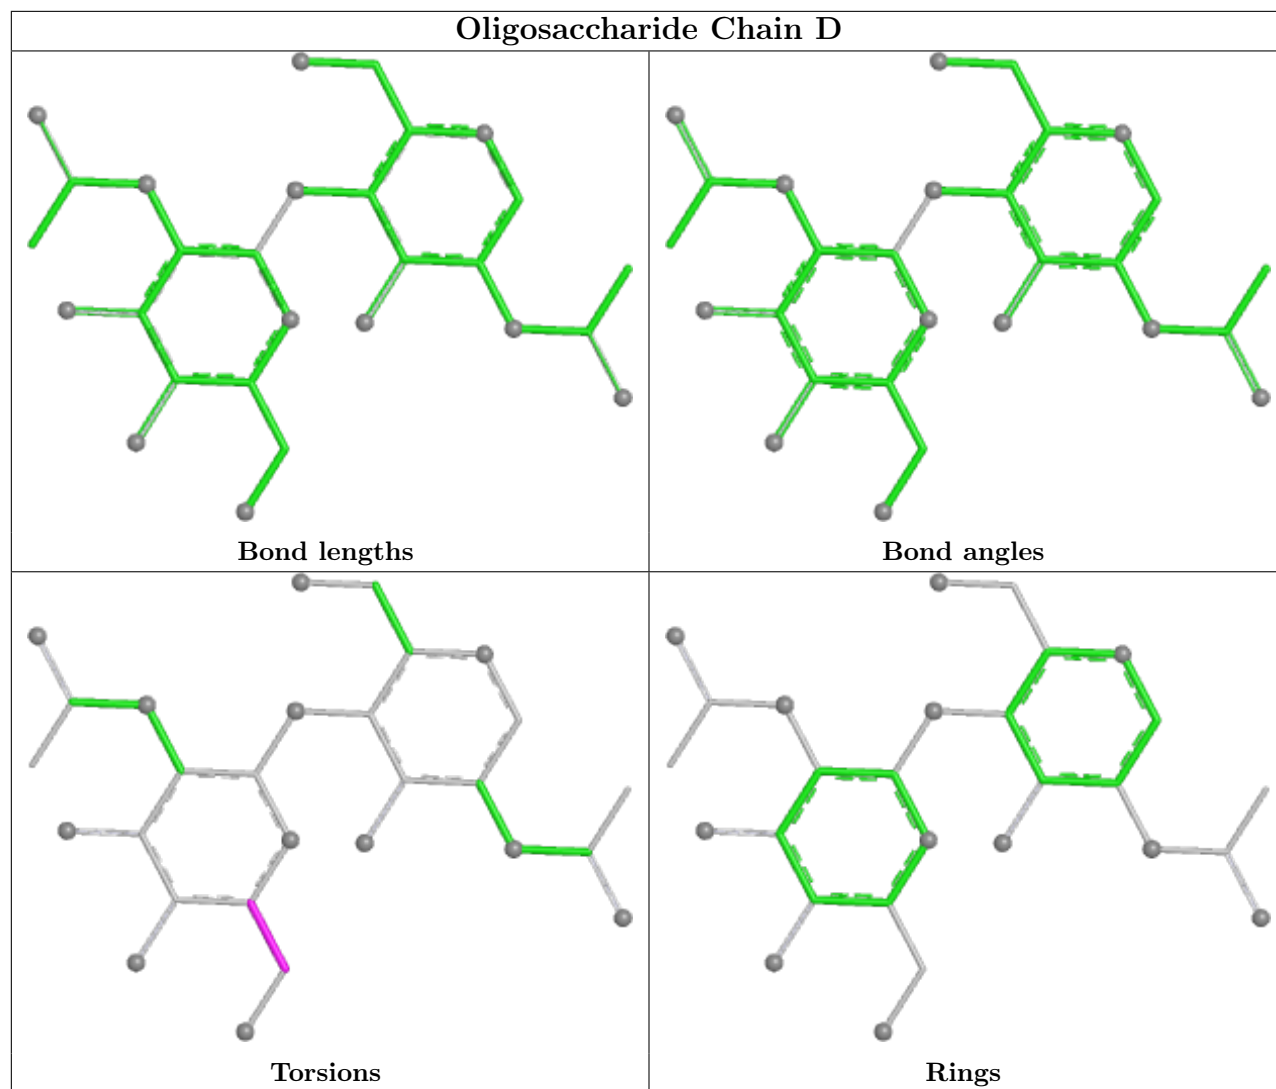 Oligosaccharide Chain D
Bond lengths
Bond angles
Torsions
Rings